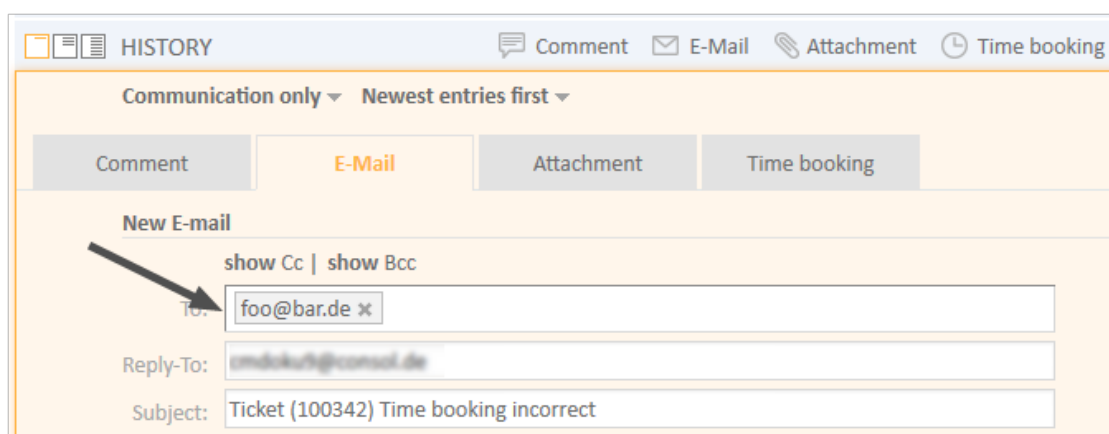 HISTORY Comment E-Mail Attachment Time booking
Communication only Newest entries first
Comment E-Mail Attachment Time booking
New E-mail
show Cc | show Bcc
To: foo@bar.de
Reply-To:
Subject: Ticket (100342) Time booking incorrect